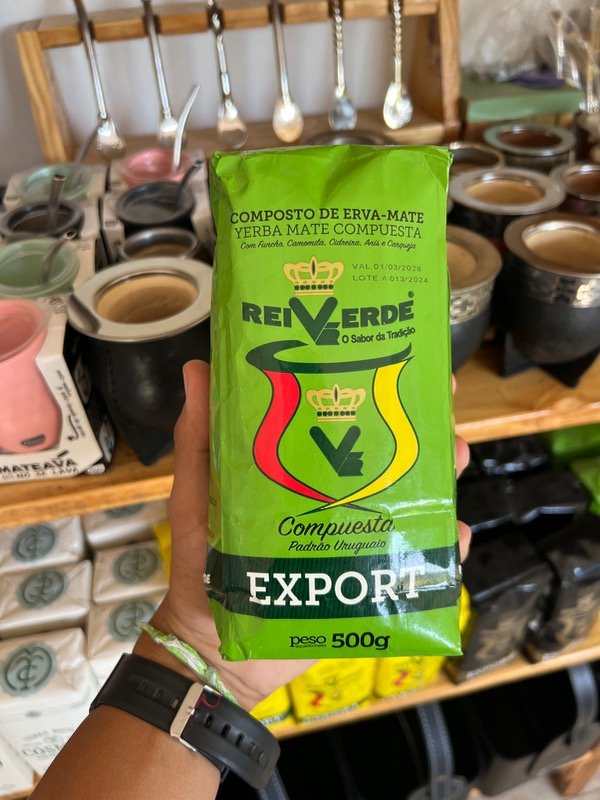 COMPOSTO DE ERVA-MATE
YERBA MATE COMPUESTA
Com Funcho, Camomila, Cidreira, Anis e Carqueja
VAL 01/03/2026
LOTE A 013/2024
REI VERDE
O Sabor da Tradição
Compuesta
Padrão Uruguaio
EXPORT
peso
500g
MATEAVA